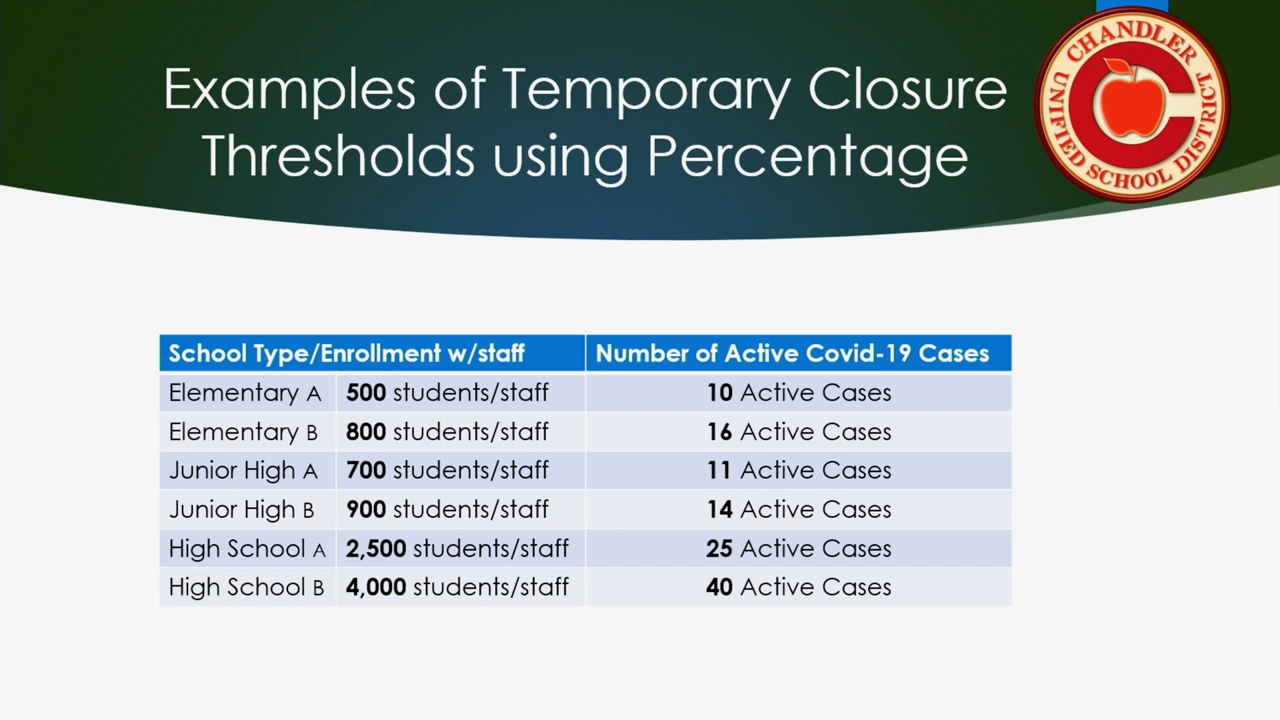 Examples of Temporary Closure
Thresholds using Percentage
CHANDLER UNIFIED SCHOOL DISTRICT
School Type/Enrollment w/staff Number of Active Covid-19 Cases
Elementary A 500 students/staff 10 Active Cases
Elementary B 800 students/staff 16 Active Cases
Junior High A 700 students/staff 11 Active Cases
Junior High B 900 students/staff 14 Active Cases
High School A 2,500 students/staff 25 Active Cases
High School B 4,000 students/staff 40 Active Cases